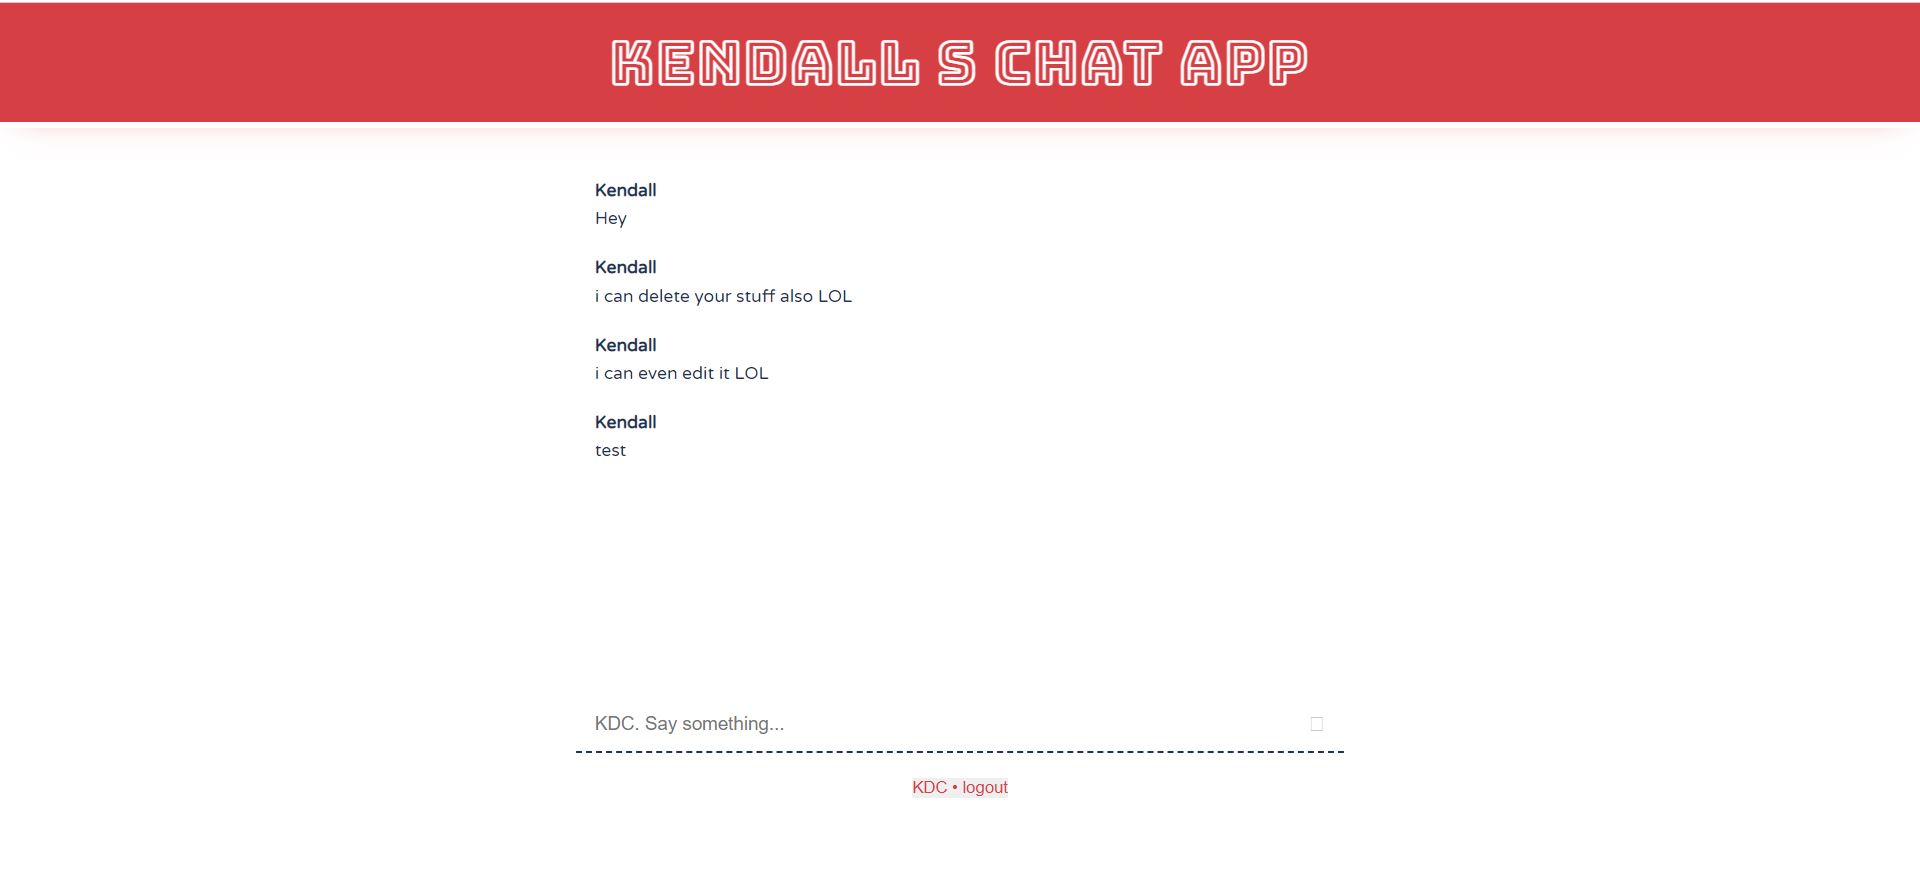 KENDALL S CHAT APP
Kendall
Hey
Kendall
i can delete your stuff also LOL
Kendall
i can even edit it LOL
Kendall
test
KDC. Say something...
KDC • logout